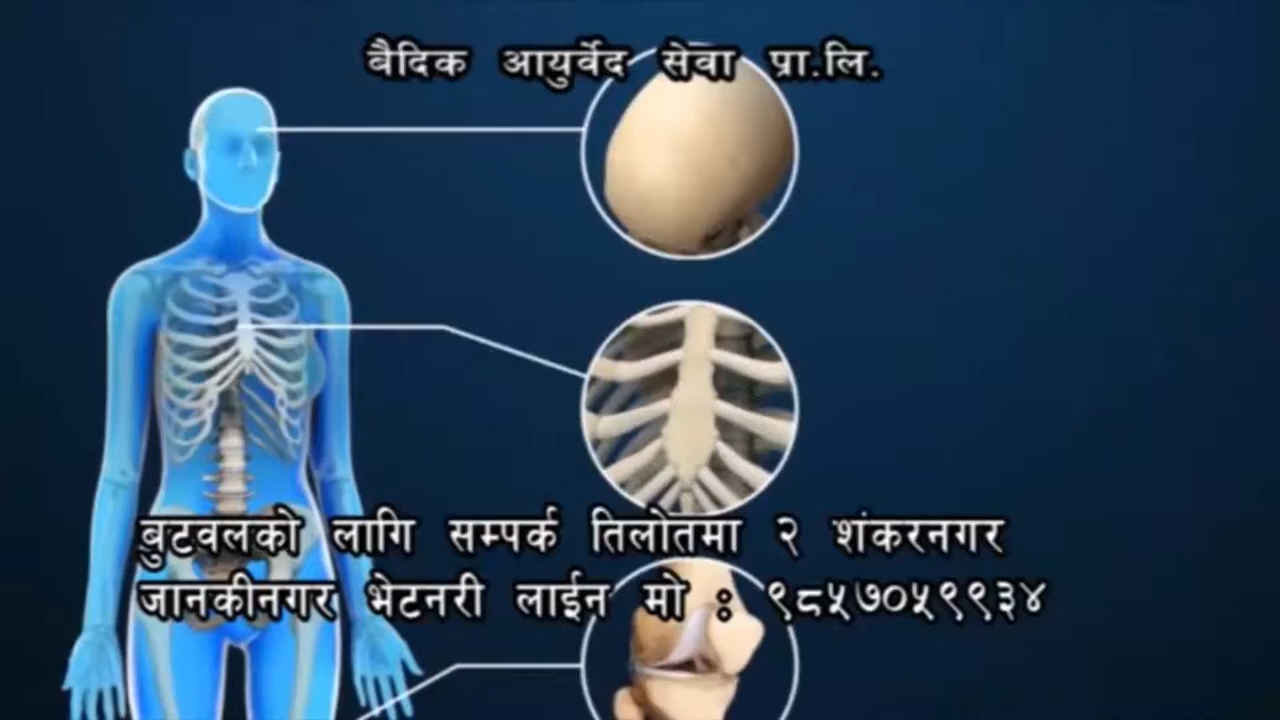 बैदिक आयुर्वेद सेवा प्रा.लि.
बुटवलको लागि सम्पर्क तिलोतमा २ शंकरनगर
जानकीनगर भेटनरी लाईन मो : ९८५७०५९९३४